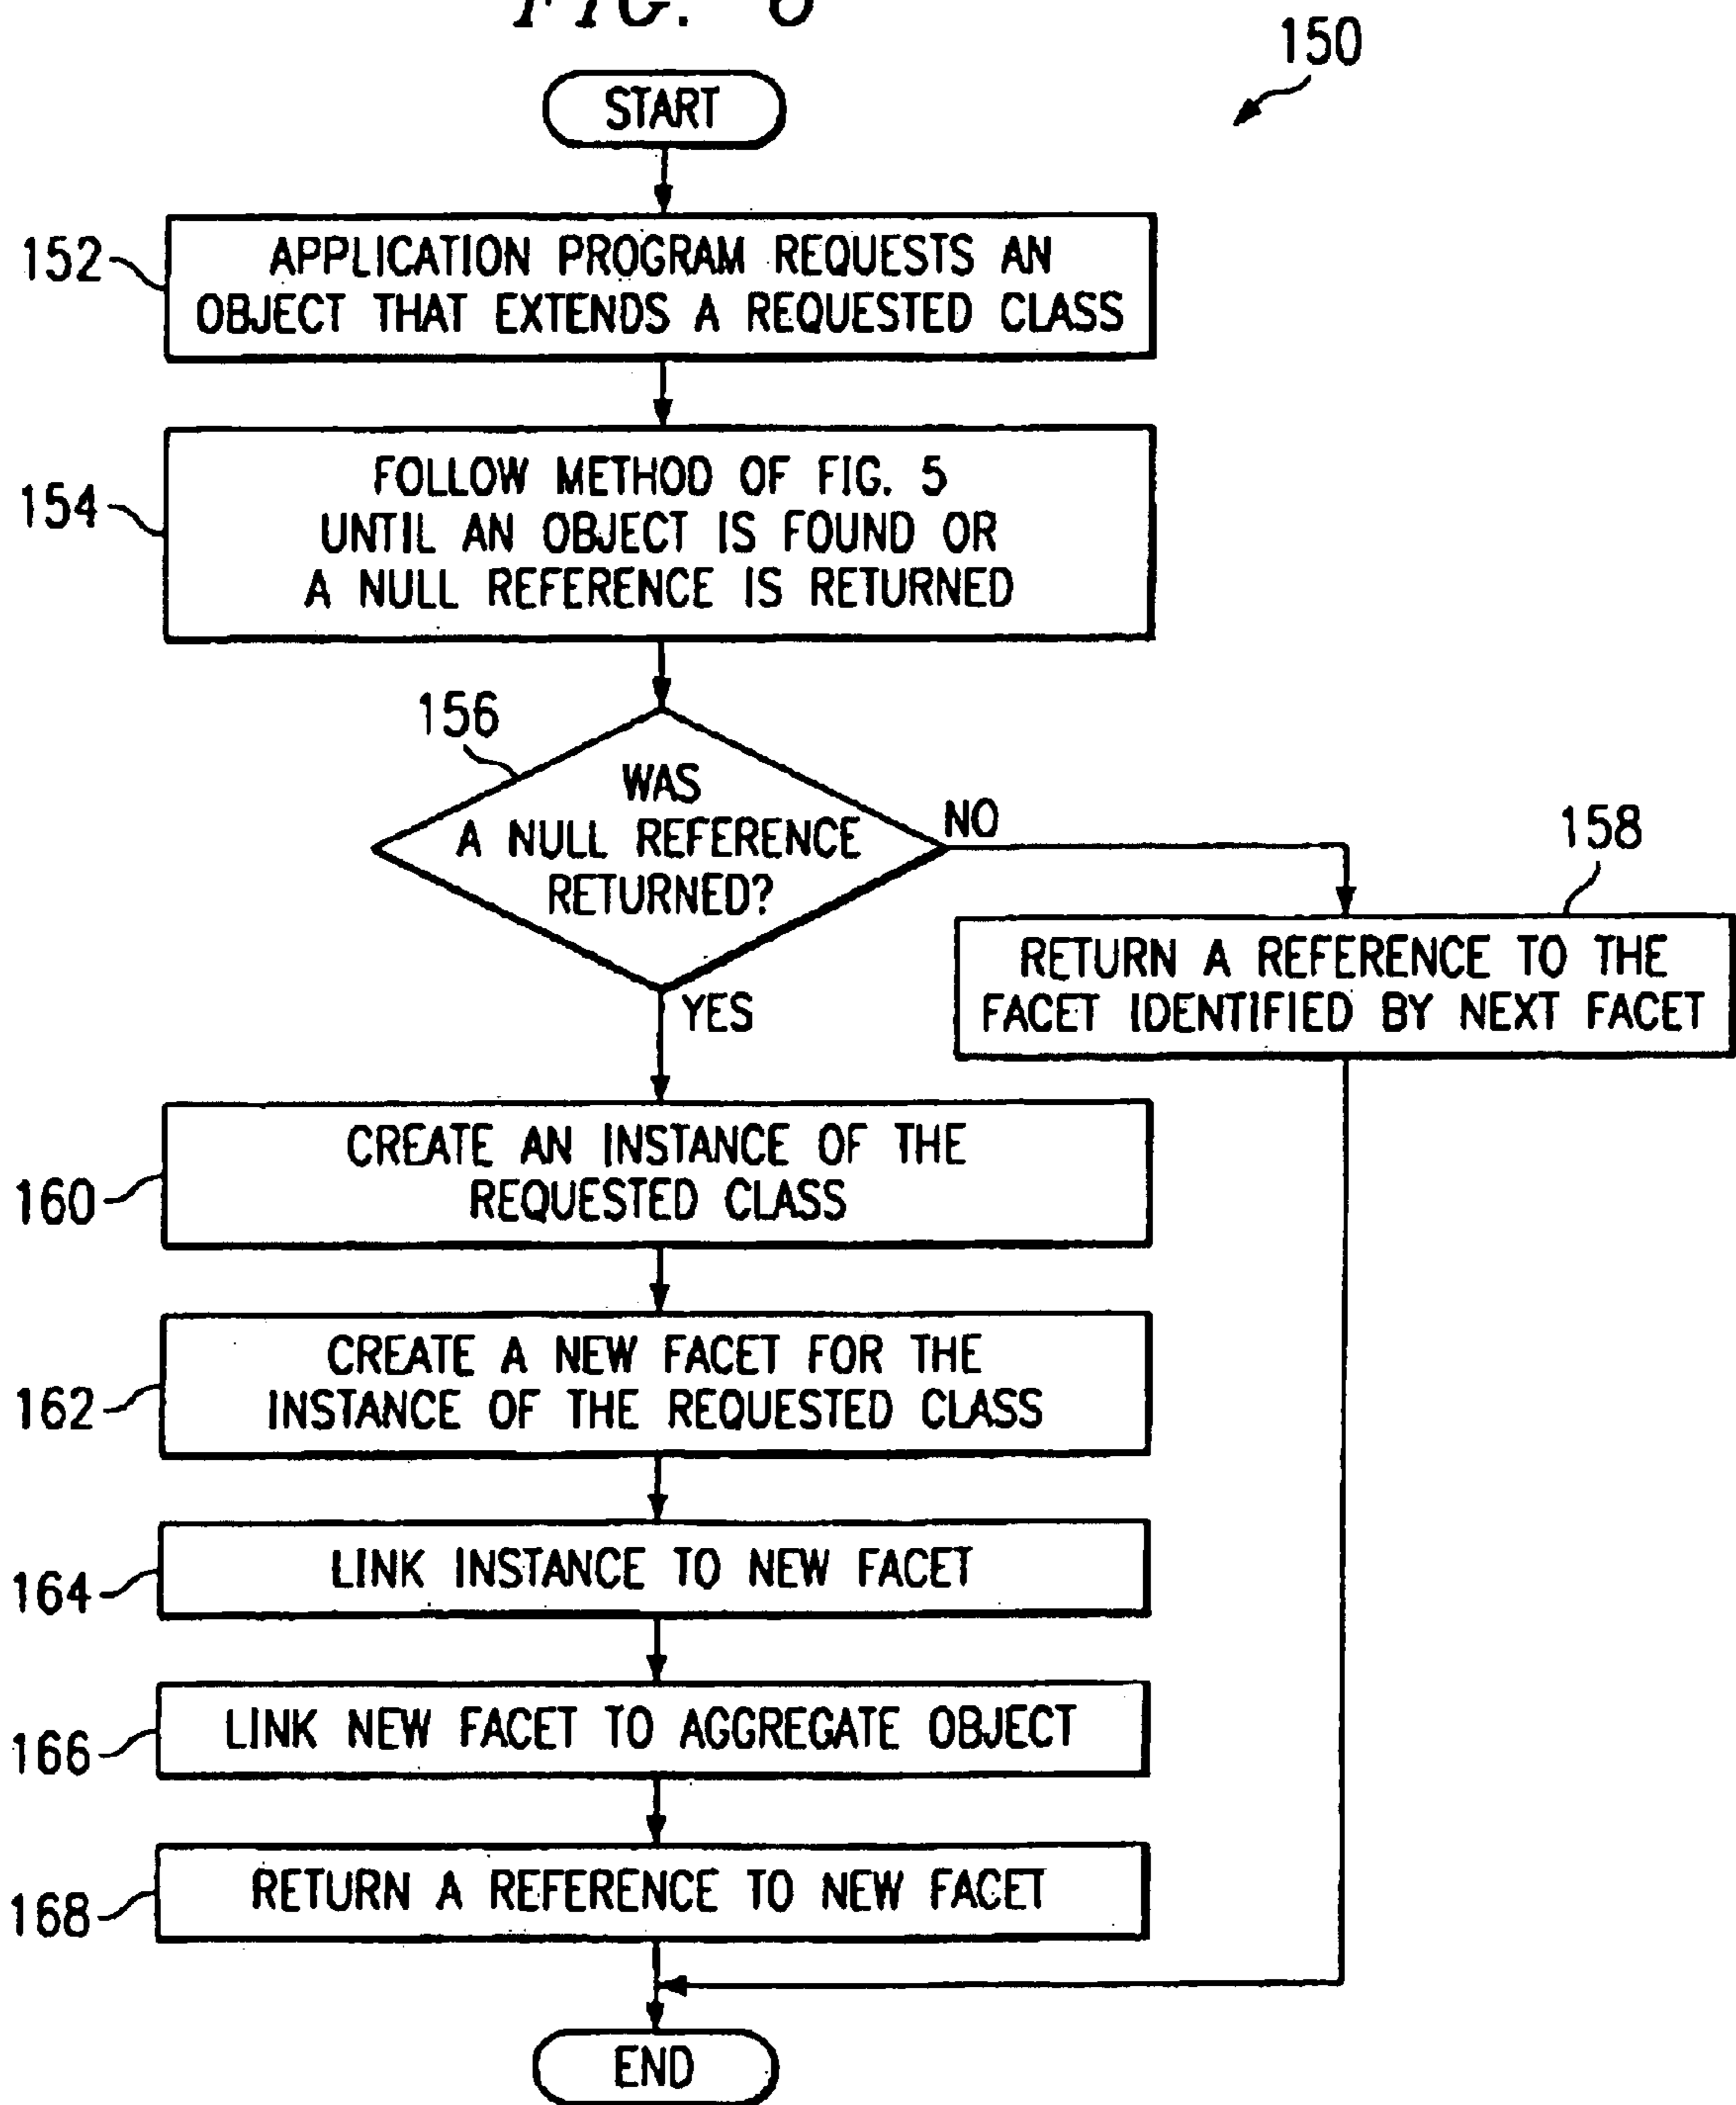 FIG. 6
150
START
152
APPLICATION PROGRAM REQUESTS AN
OBJECT THAT EXTENDS A REQUESTED CLASS
154
FOLLOW METHOD OF FIG. 5
UNTIL AN OBJECT IS FOUND OR
A NULL REFERENCE IS RETURNED
156
WAS
A NULL REFERENCE
RETURNED?
NO
158
RETURN A REFERENCE TO THE
FACET IDENTIFIED BY NEXT FACET
YES
160
CREATE AN INSTANCE OF THE
REQUESTED CLASS
162
CREATE A NEW FACET FOR THE
INSTANCE OF THE REQUESTED CLASS
164
LINK INSTANCE TO NEW FACET
166
LINK NEW FACET TO AGGREGATE OBJECT
168
RETURN A REFERENCE TO NEW FACET
END